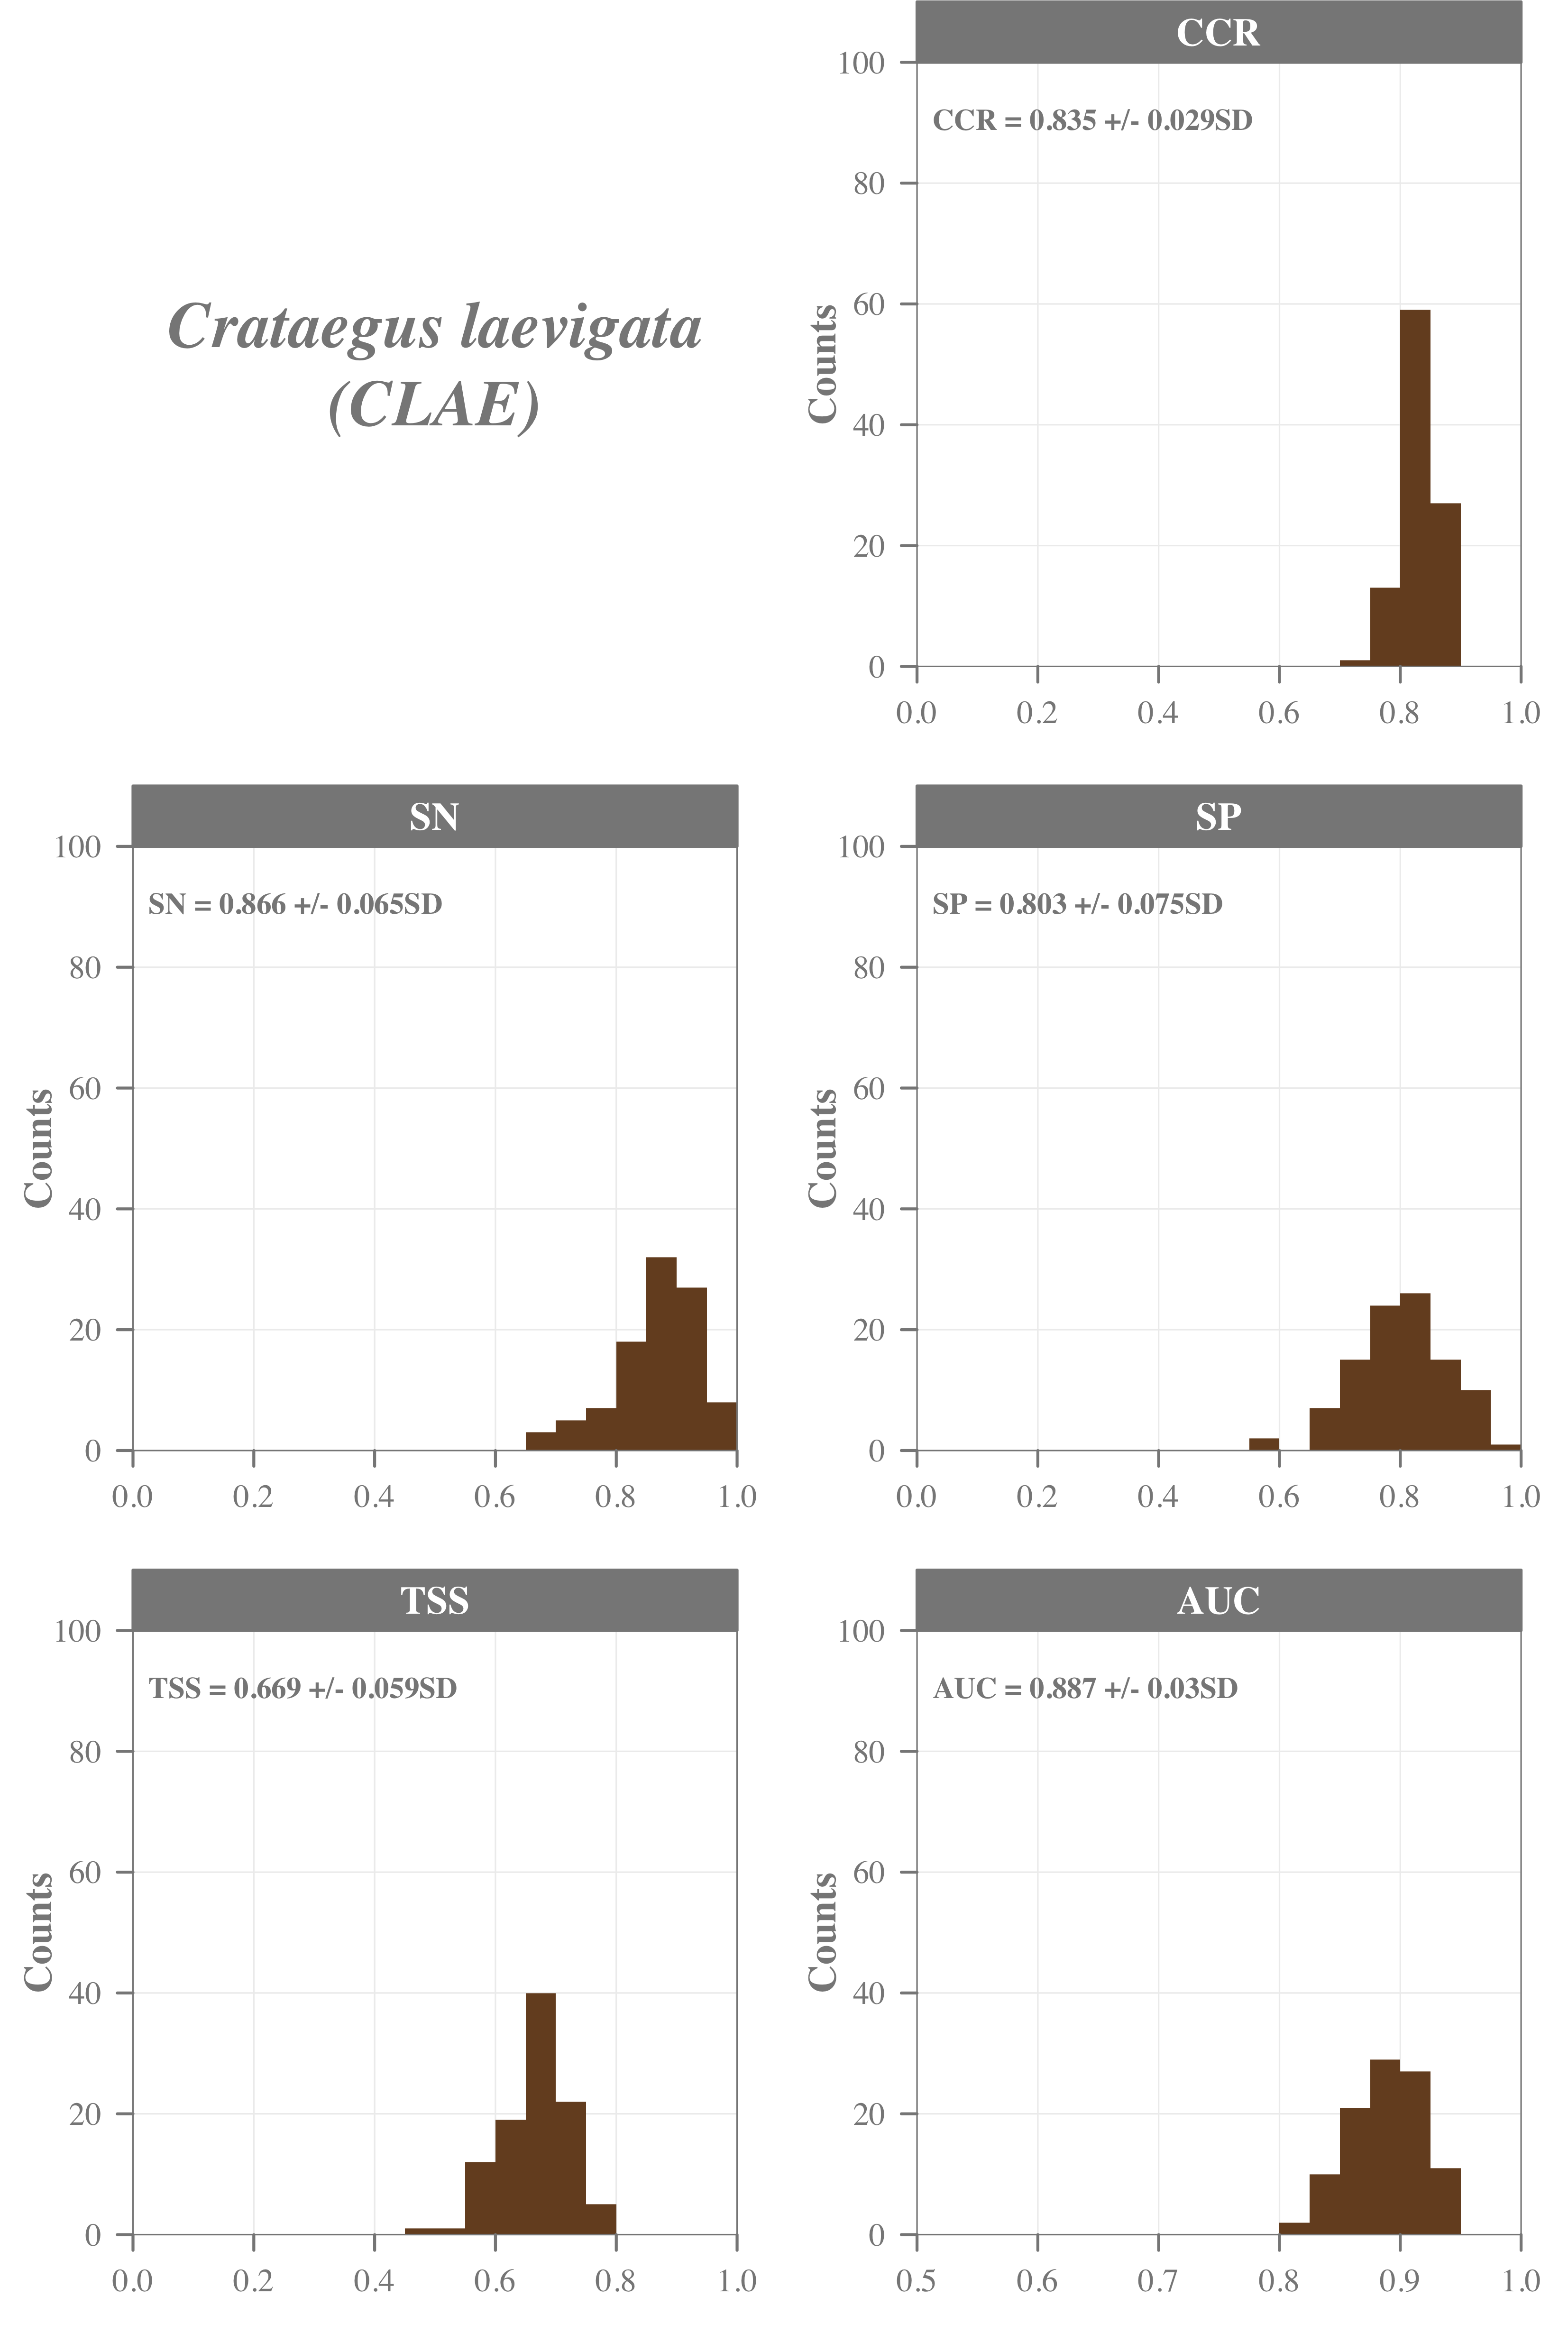 CCR
100
CCR = 0.835 +/- 0.029SD
80
60
Counts
40
20
0
0.0 0.2 0.4 0.6 0.8 1.0
Crataegus laevigata
(CLAE)
SN
100
SN = 0.866 +/- 0.065SD
80
60
Counts
40
20
0
0.0 0.2 0.4 0.6 0.8 1.0
SP
100
SP = 0.803 +/- 0.075SD
80
60
Counts
40
20
0
0.0 0.2 0.4 0.6 0.8 1.0
TSS
100
TSS = 0.669 +/- 0.059SD
80
60
Counts
40
20
0
0.0 0.2 0.4 0.6 0.8 1.0
AUC
100
AUC = 0.887 +/- 0.03SD
80
60
Counts
40
20
0
0.5 0.6 0.7 0.8 0.9 1.0